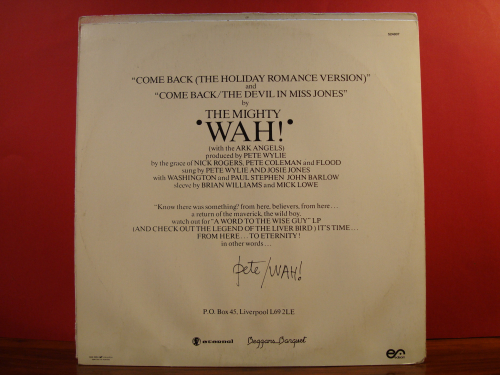 "COME BACK (THE HOLIDAY ROMANCE VERSION)"
and
"COME BACK/THE DEVIL IN MISS JONES"
by
THE MIGHTY
•WAH!•
(with the ARK ANGELS)
produced by PETE WYLIE
by the grace of NICK ROGERS, PETE COLEMAN and FLOOD
sung by PETE WYLIE AND JOSIE JONES
with WASHINGTON and PAUL STEPHEN JOHN BARLOW
sleeve by BRIAN WILLIAMS and MICK LOWE
"Know there was something? from here, believers, from here...
a return of the maverick, the wild boy,
watch out for "A WORD TO THE WISE GUY" LP
(AND CHECK OUT THE LEGEND OF THE LIVER BIRD) IT'S TIME...
FROM HERE... TO ETERNITY!
in other words...
pete/WAH!
P.O. Box 45, Liverpool L69 2LE
Beggars Banquet